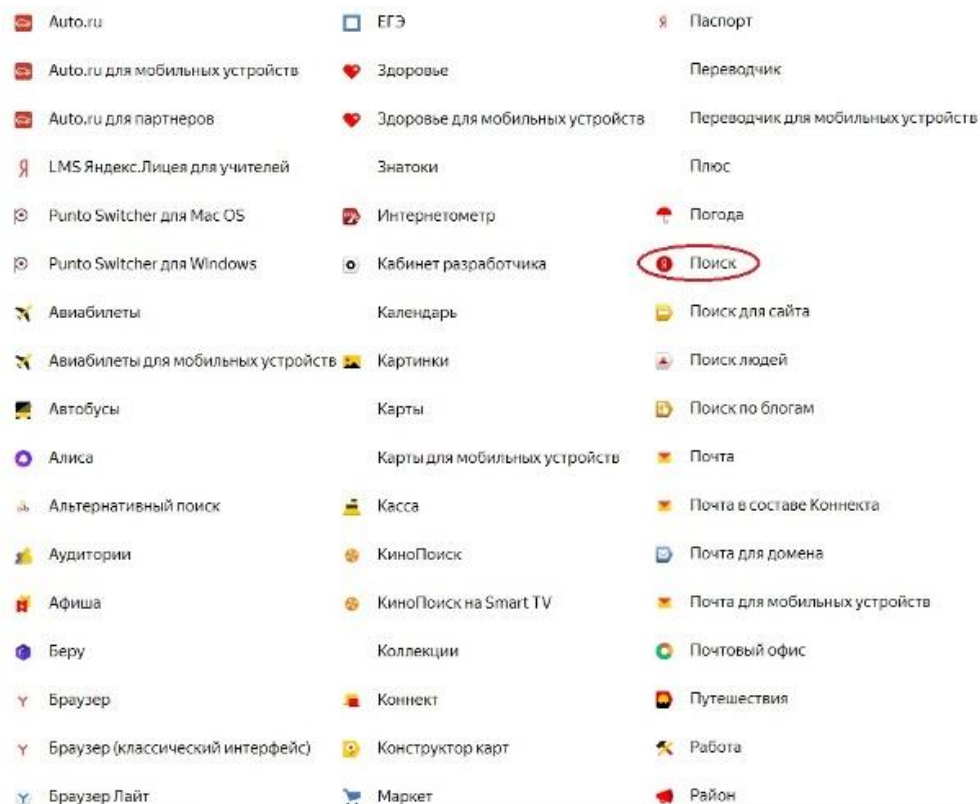 Auto.ru
Auto.ru для мобильных устройств
Auto.ru для партнеров
LMS Яндекс.Лицея для учителей
Punto Switcher для Mac OS
Punto Switcher для Windows
Авиабилеты
Авиабилеты для мобильных устройств
Автобусы
Алиса
Альтернативный поиск
Аудитории
Афиша
Беру
Браузер
Браузер (классический интерфейс)
Браузер Лайт
ЕГЭ
Здоровье
Здоровье для мобильных устройств
Знатоки
Интернетометр
Кабинет разработчика
Календарь
Картинки
Карты
Карты для мобильных устройств
Касса
КиноПоиск
КиноПоиск на Smart TV
Коллекции
Коннект
Конструктор карт
Маркет
Паспорт
Переводчик
Переводчик для мобильных устройств
Плюс
Погода
Поиск
Поиск для сайта
Поиск людей
Поиск по блогам
Почта
Почта в составе Коннекта
Почта для домена
Почта для мобильных устройств
Почтовый офис
Путешествия
Работа
Район